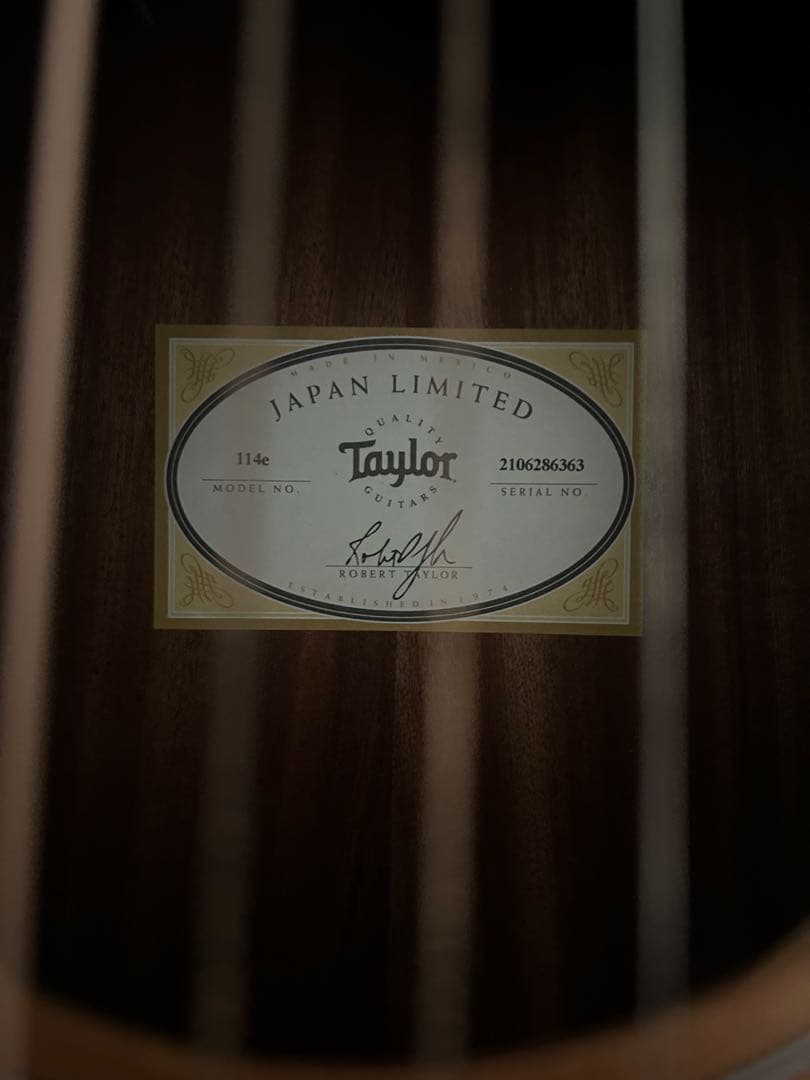 MADE IN MEXICO
JAPAN LIMITED
QUALITY
Taylor
GUITARS
114e
MODEL NO.
2106286363
SERIAL NO.
ROBERT TAYLOR
ESTABLISHED IN 1974